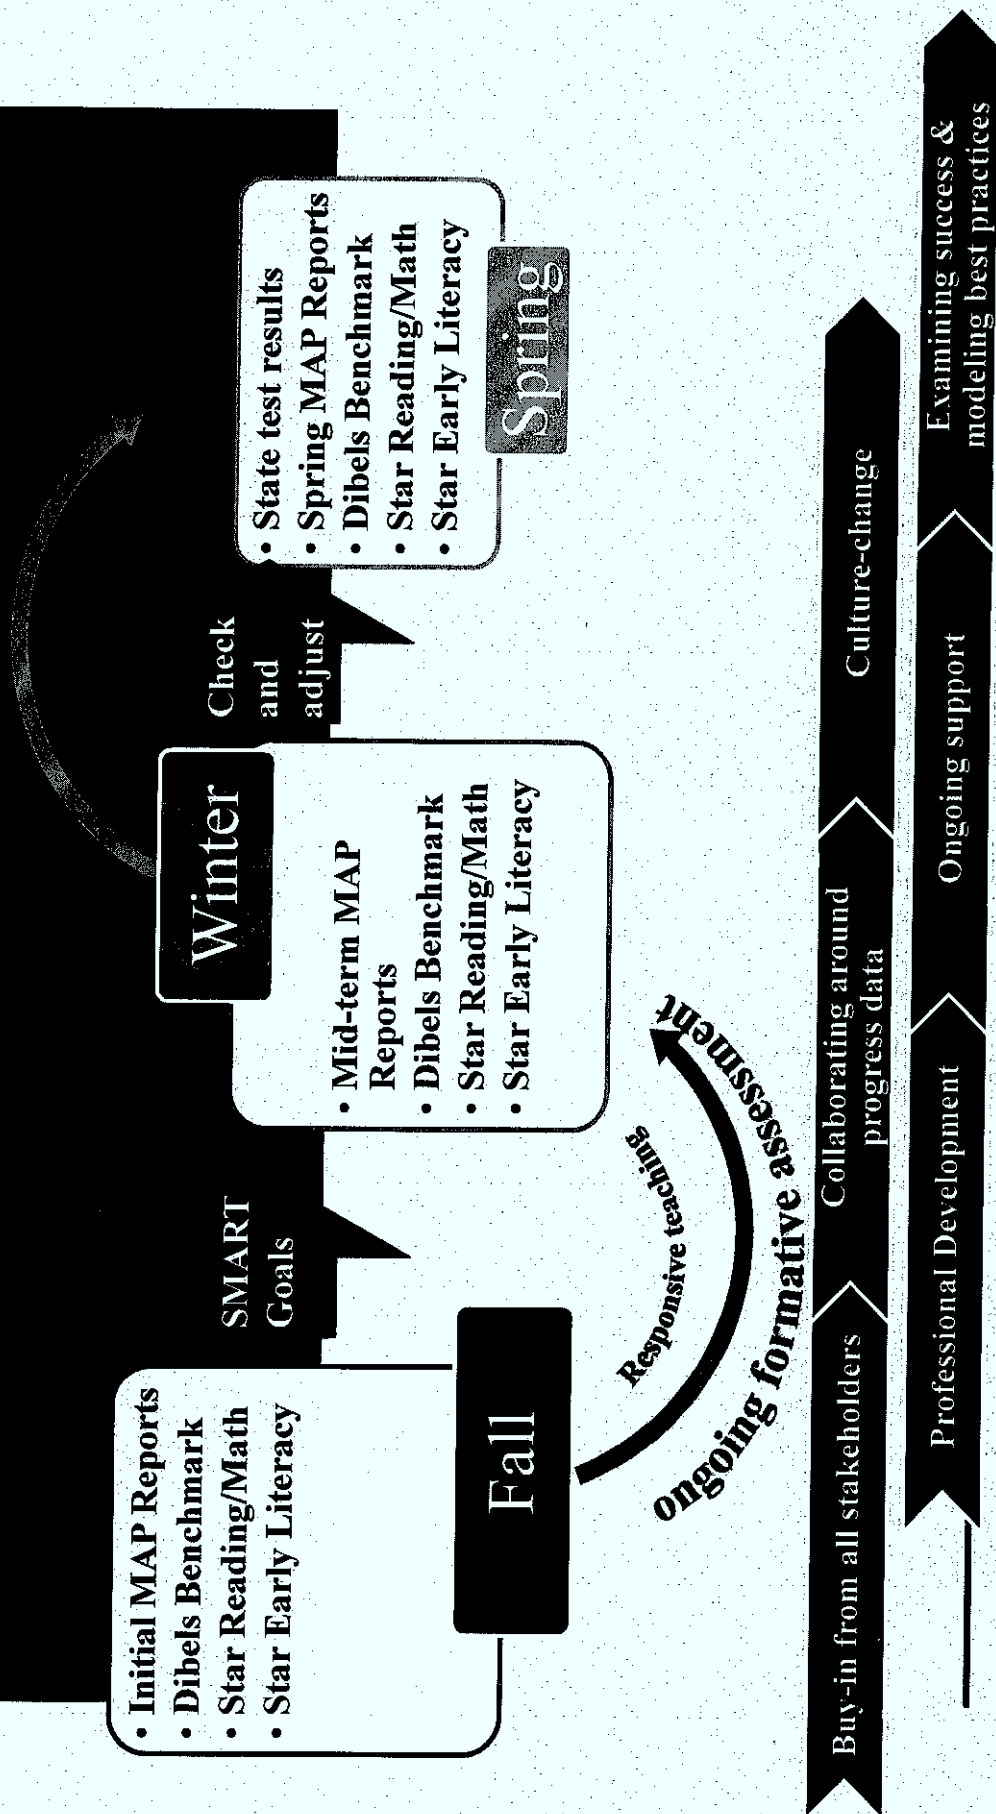 • Initial MAP Reports
• Dibels Benchmark
• Star Reading/Math
• Star Early Literacy
Fall
SMART
Goals
Winter
• Mid-term MAP
Reports
• Dibels Benchmark
• Star Reading/Math
• Star Early Literacy
Check
and
adjust
• State test results
• Spring MAP Reports
• Dibels Benchmark
• Star Reading/Math
• Star Early Literacy
Spring
Responsive teaching
ongoing formative assessment
Buy-in from all stakeholders
Collaborating around
progress data
Culture-change
Professional Development
Ongoing support
Examining success &
modeling best practices